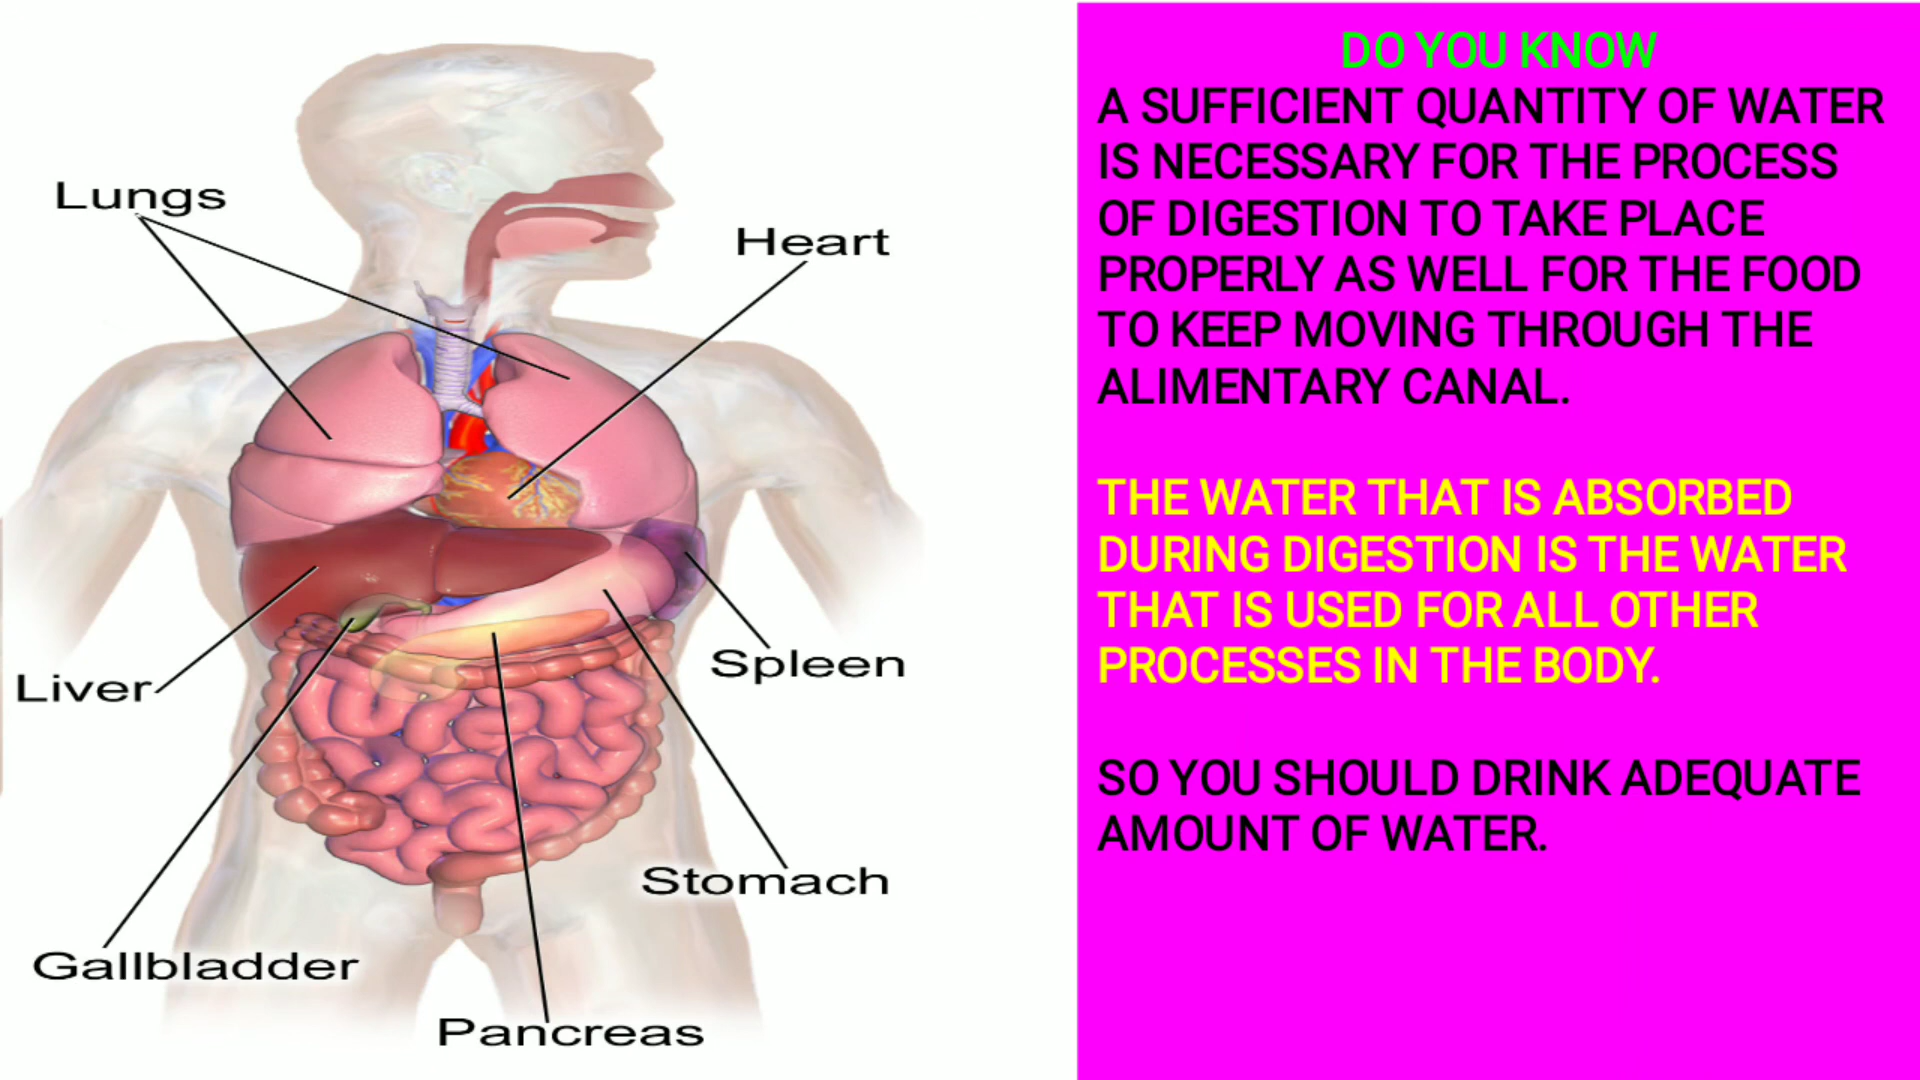 Lungs
Heart
Liver
Spleen
Stomach
Gallbladder
Pancreas
DO YOU KNOW
A SUFFICIENT QUANTITY OF WATER
IS NECESSARY FOR THE PROCESS
OF DIGESTION TO TAKE PLACE
PROPERLY AS WELL FOR THE FOOD
TO KEEP MOVING THROUGH THE
ALIMENTARY CANAL.
THE WATER THAT IS ABSORBED
DURING DIGESTION IS THE WATER
THAT IS USED FOR ALL OTHER
PROCESSES IN THE BODY.
SO YOU SHOULD DRINK ADEQUATE
AMOUNT OF WATER.